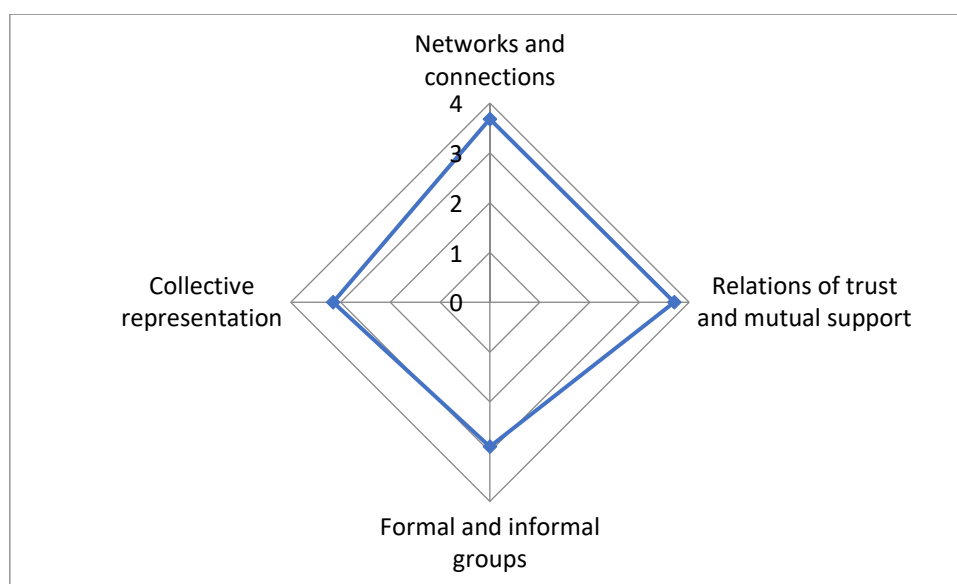 Networks and
connections
4
3
2
1
0
Collective
representation
Relations of trust
and mutual support
Formal and informal
groups